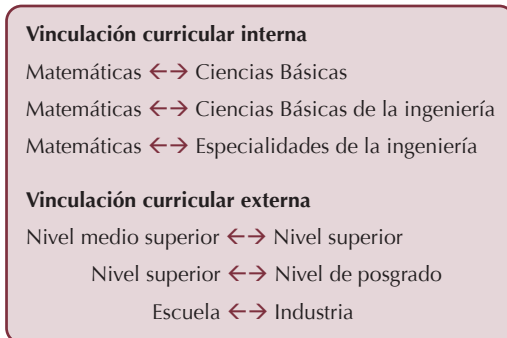 Vinculación curricular interna
Matemáticas ←→ Ciencias Básicas
Matemáticas ←→ Ciencias Básicas de la ingeniería
Matemáticas ←→ Especialidades de la ingeniería
Vinculación curricular externa
Nivel medio superior ←→ Nivel superior
Nivel superior ←→ Nivel de posgrado
Escuela ←→ Industria